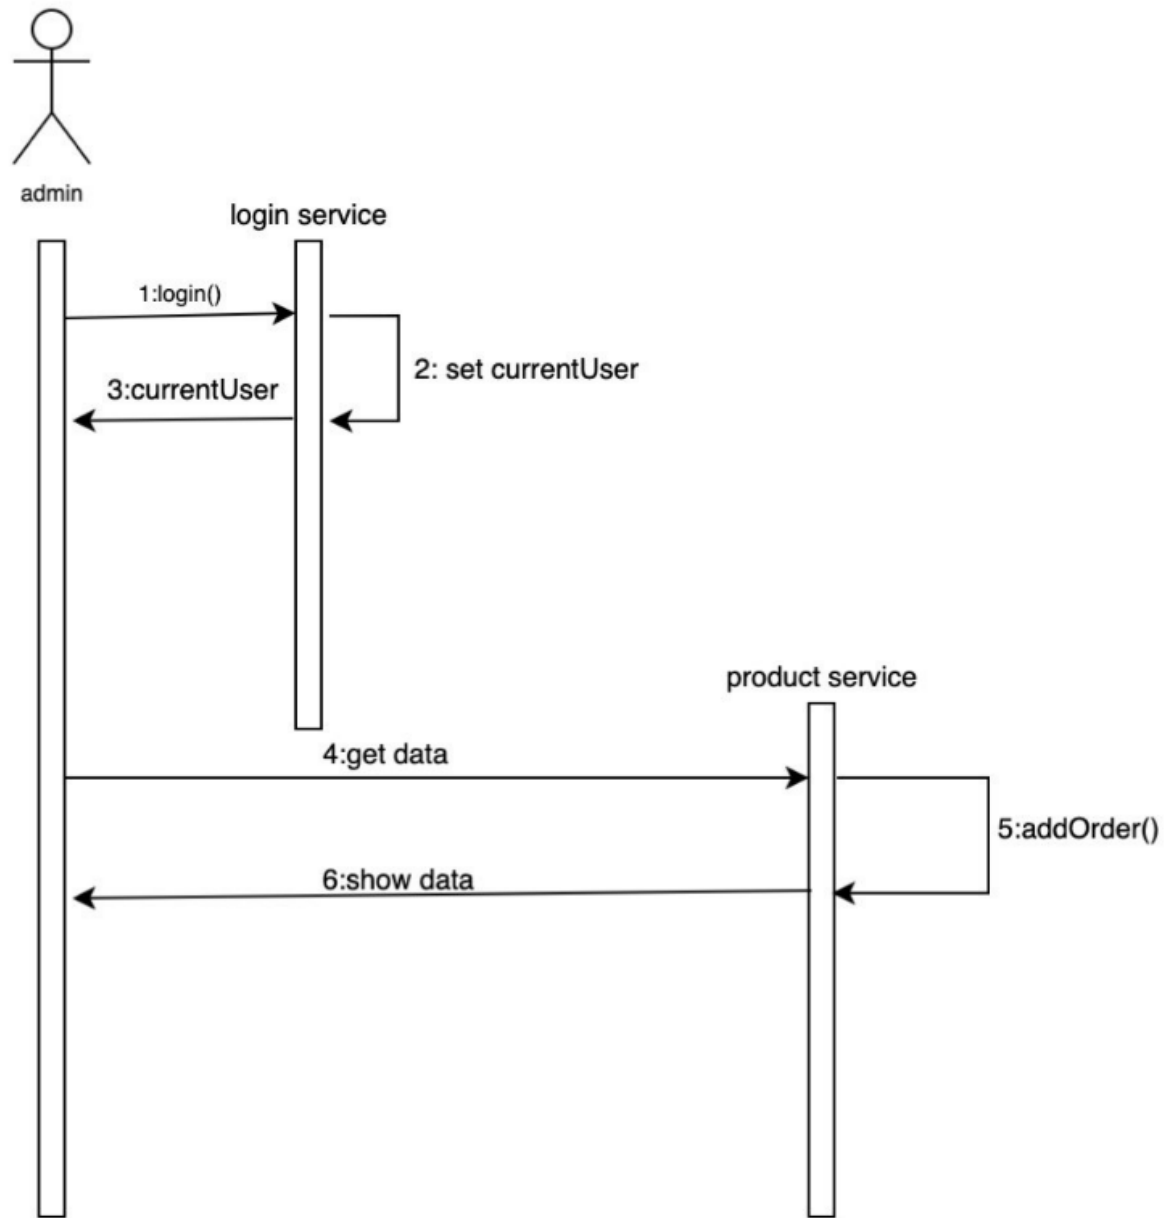 admin
login service
1:login()
2: set currentUser
3:currentUser
product service
4:get data
5:addOrder()
6:show data